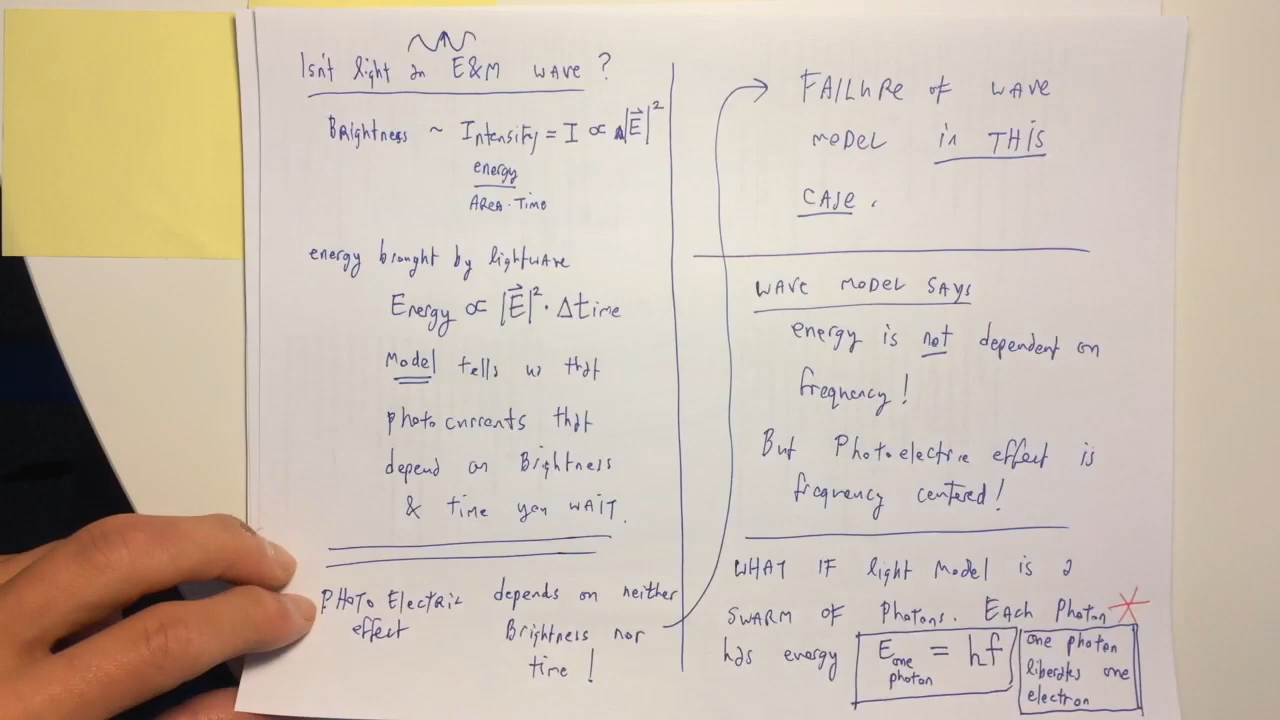 Isn't light an E&M wave?
Brightness ~ Intensity = I ∝ |E⃗|²
energy
Area · Time
energy brought by lightwave
Energy ∝ |E⃗|² · Δtime
Model tells us that
photocurrents that
depend on Brightness
& time you WAIT.
PHOTO Electric depends on neither
effect Brightness nor
time!
FAILURE of wave
model in THIS
CASE.
WAVE MODEL SAYS
energy is not dependent on
frequency!
But Photoelectric effect is
frequency centered!
WHAT IF light Model is a
SWARM OF Photons. Each Photon
has energy E one photon = hf
one photon
liberates one
electron